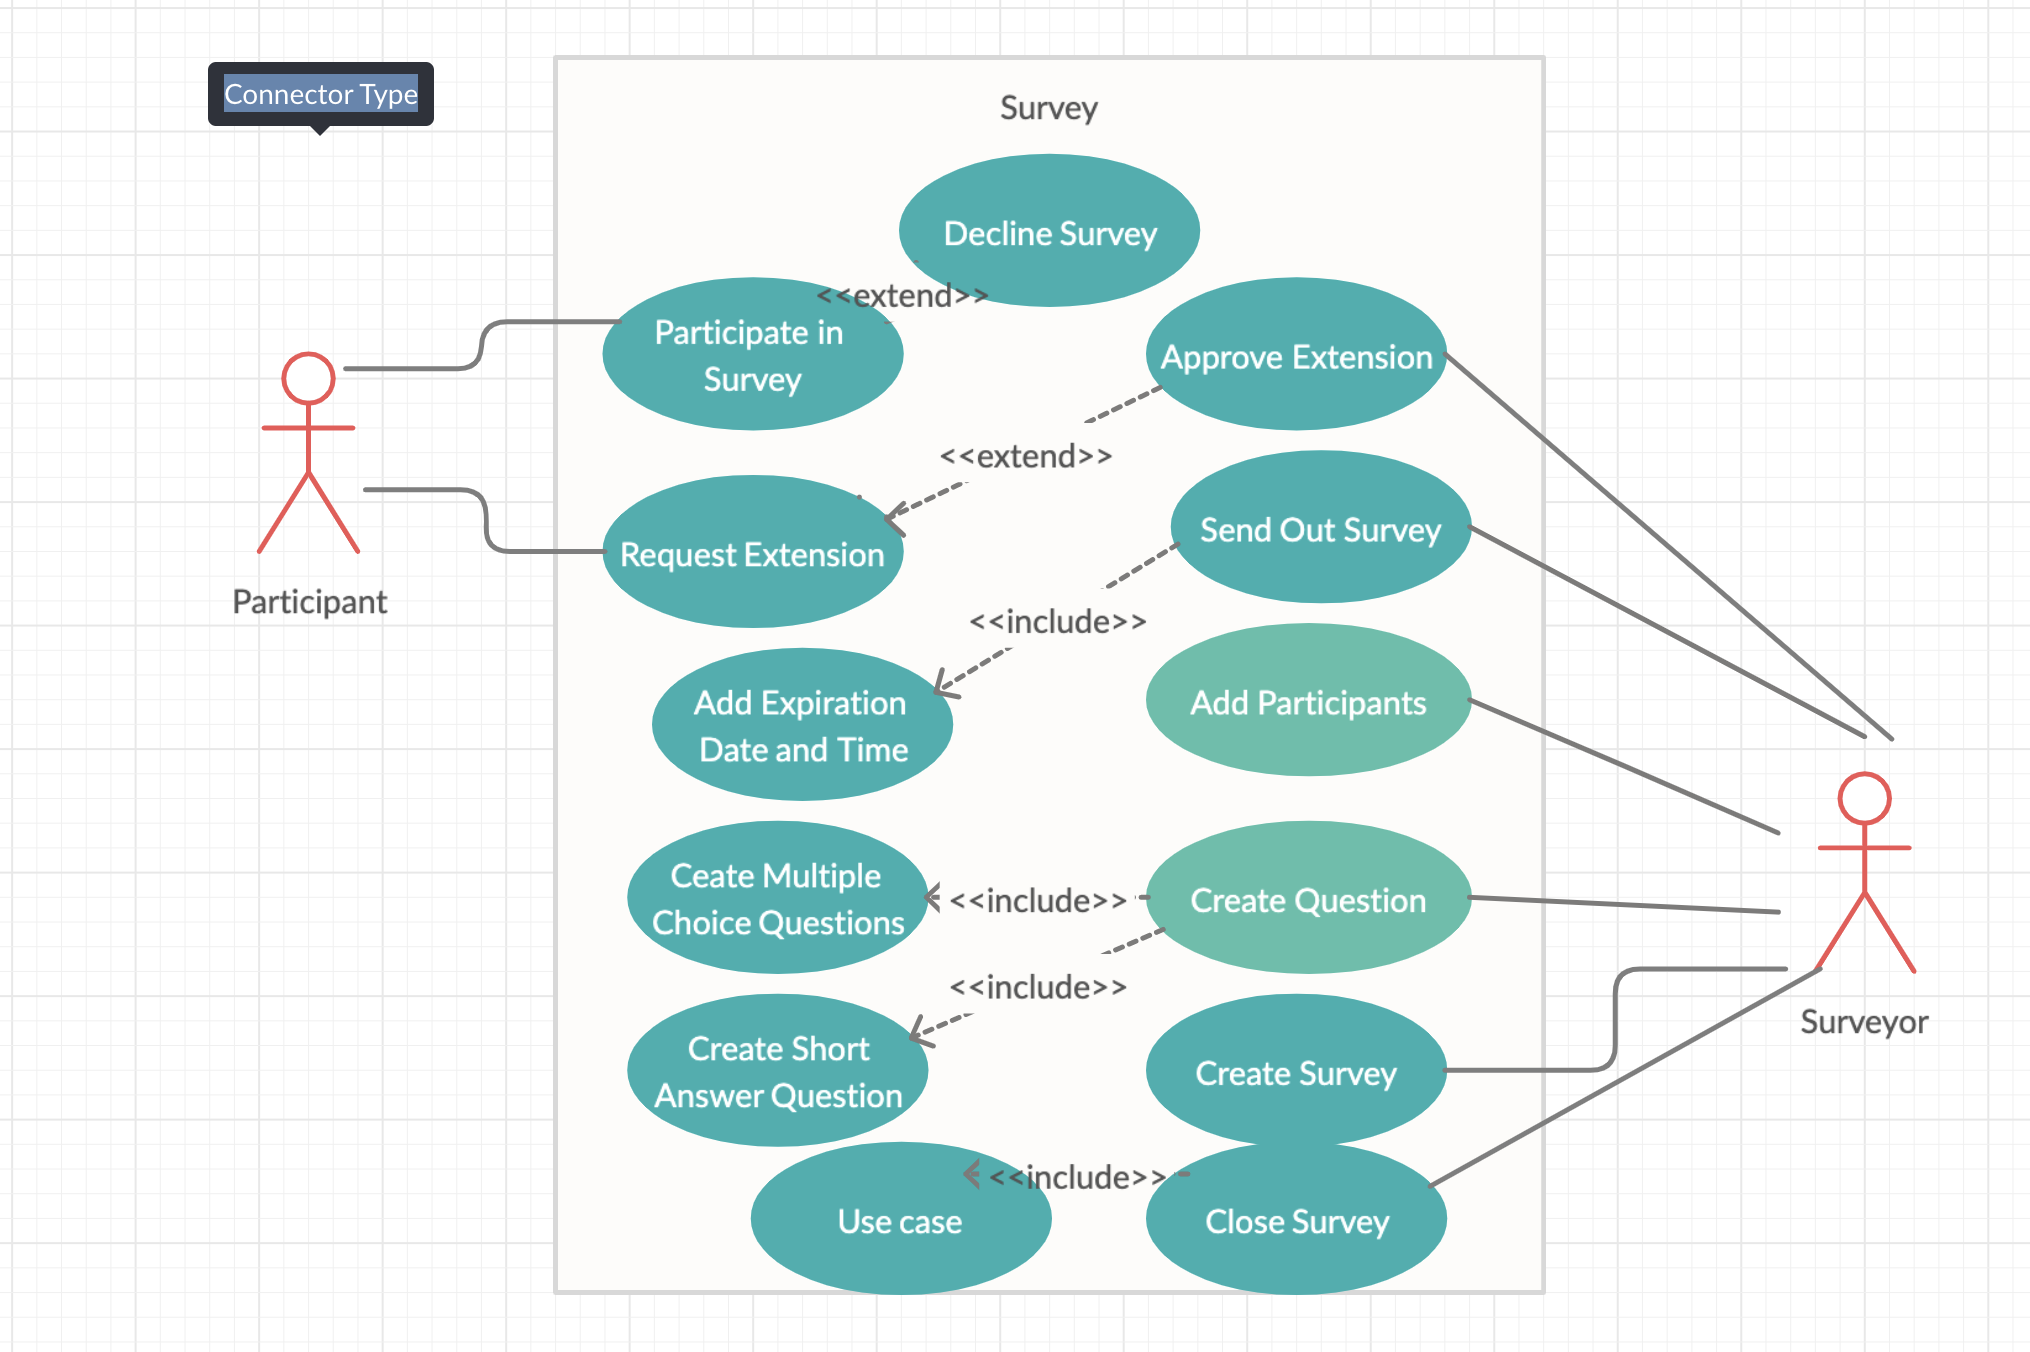 Connector Type
Survey
Decline Survey
<<extend>>
Participate in
Survey
Approve Extension
<<extend>>
Send Out Survey
Request Extension
Participant
<<include>>
Add Expiration
Date and Time
Add Participants
Ceate Multiple
Choice Questions
<<include>>
Create Question
<<include>>
Surveyor
Create Short
Answer Question
Create Survey
<<include>>
Use case
Close Survey